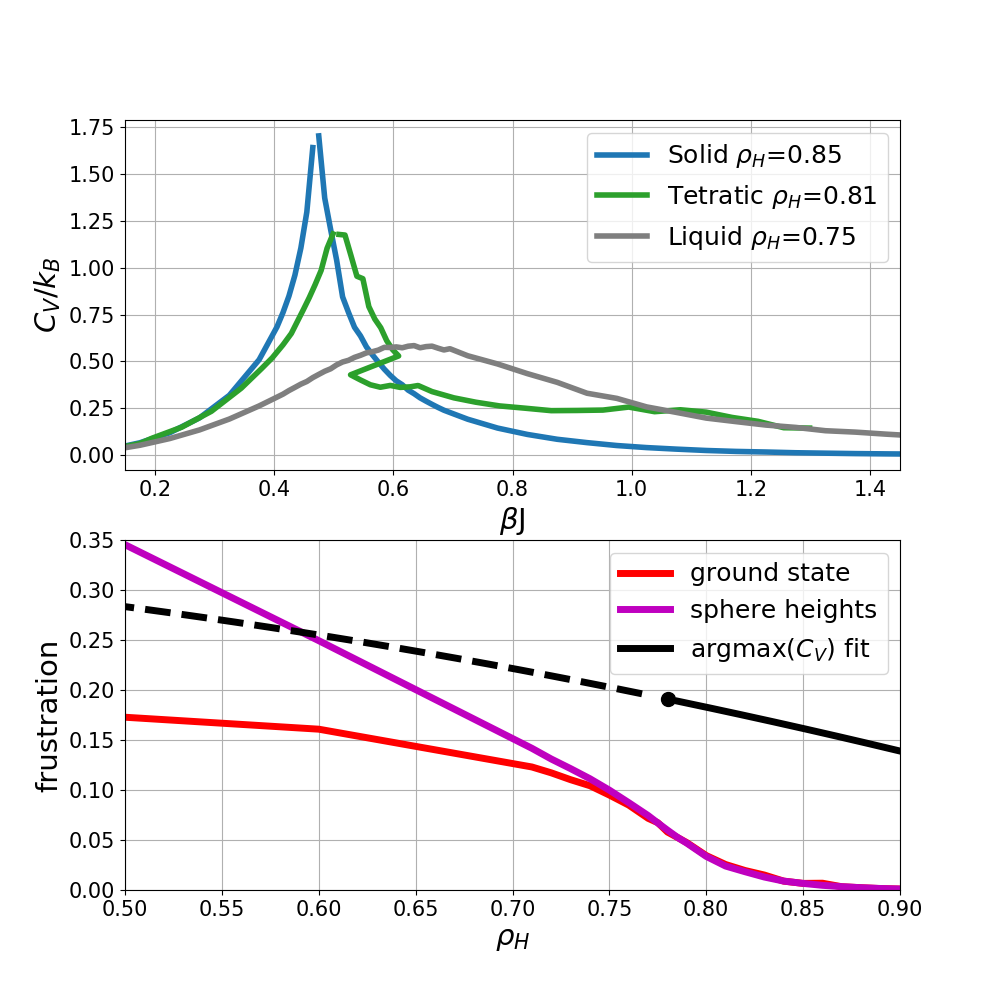 1.75
1.50
1.25
1.00
0.75
0.50
0.25
0.00
C_V/k_B
Solid ρ_H=0.85
Tetratic ρ_H=0.81
Liquid ρ_H=0.75
0.2 0.4 0.6 0.8 1.0 1.2 1.4
βJ
0.35
0.30
0.25
0.20
0.15
0.10
0.05
0.00
frustration
ground state
sphere heights
argmax(C_V) fit
0.50 0.55 0.60 0.65 0.70 0.75 0.80 0.85 0.90
ρ_H